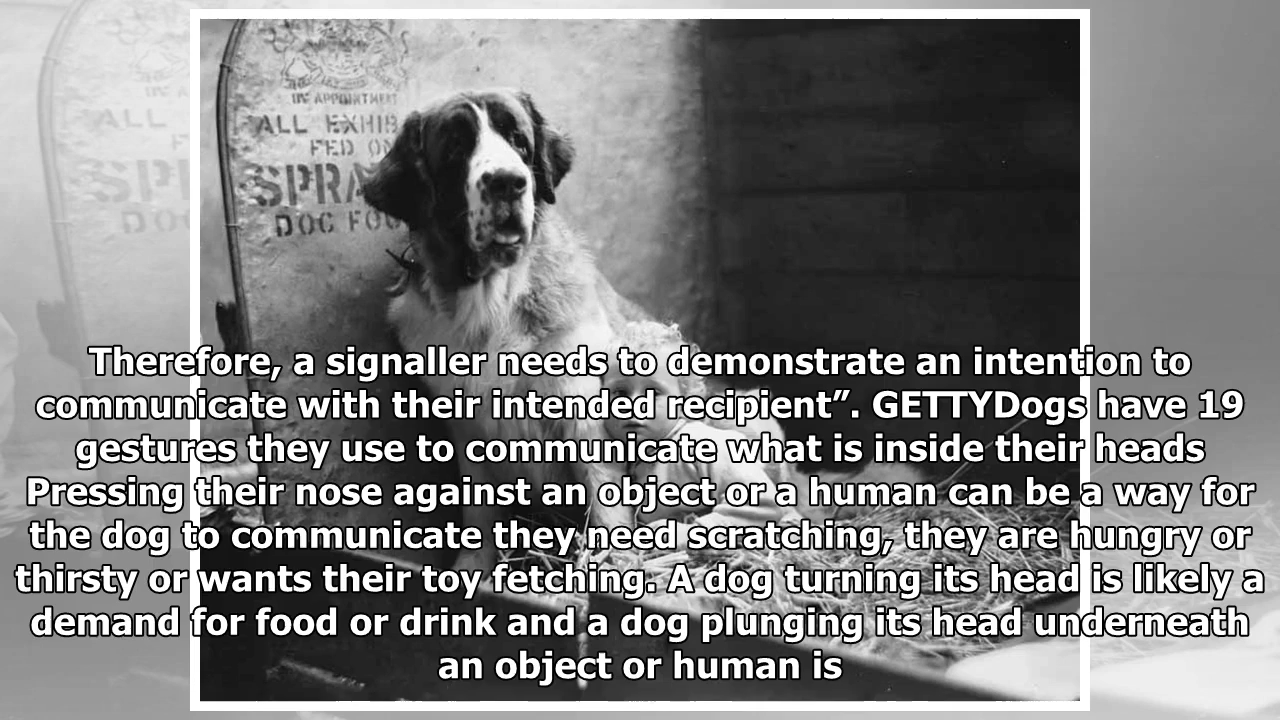 IN APPOINTMENT
ALL EXHIB
FED ON
SPRA
DOG FOO
Therefore, a signaller needs to demonstrate an intention to
communicate with their intended recipient”. GETTYDogs have 19
gestures they use to communicate what is inside their heads
Pressing their nose against an object or a human can be a way for
the dog to communicate they need scratching, they are hungry or
thirsty or wants their toy fetching. A dog turning its head is likely a
demand for food or drink and a dog plunging its head underneath
an object or human is